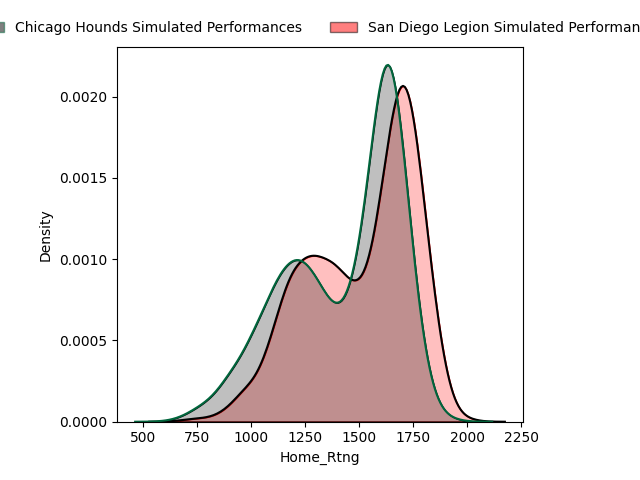 Chicago Hounds Simulated Performances San Diego Legion Simulated Performan
0.0020
0.0015
0.0010
0.0005
0.0000
Density
500 750 1000 1250 1500 1750 2000 2250
Home_Rtng